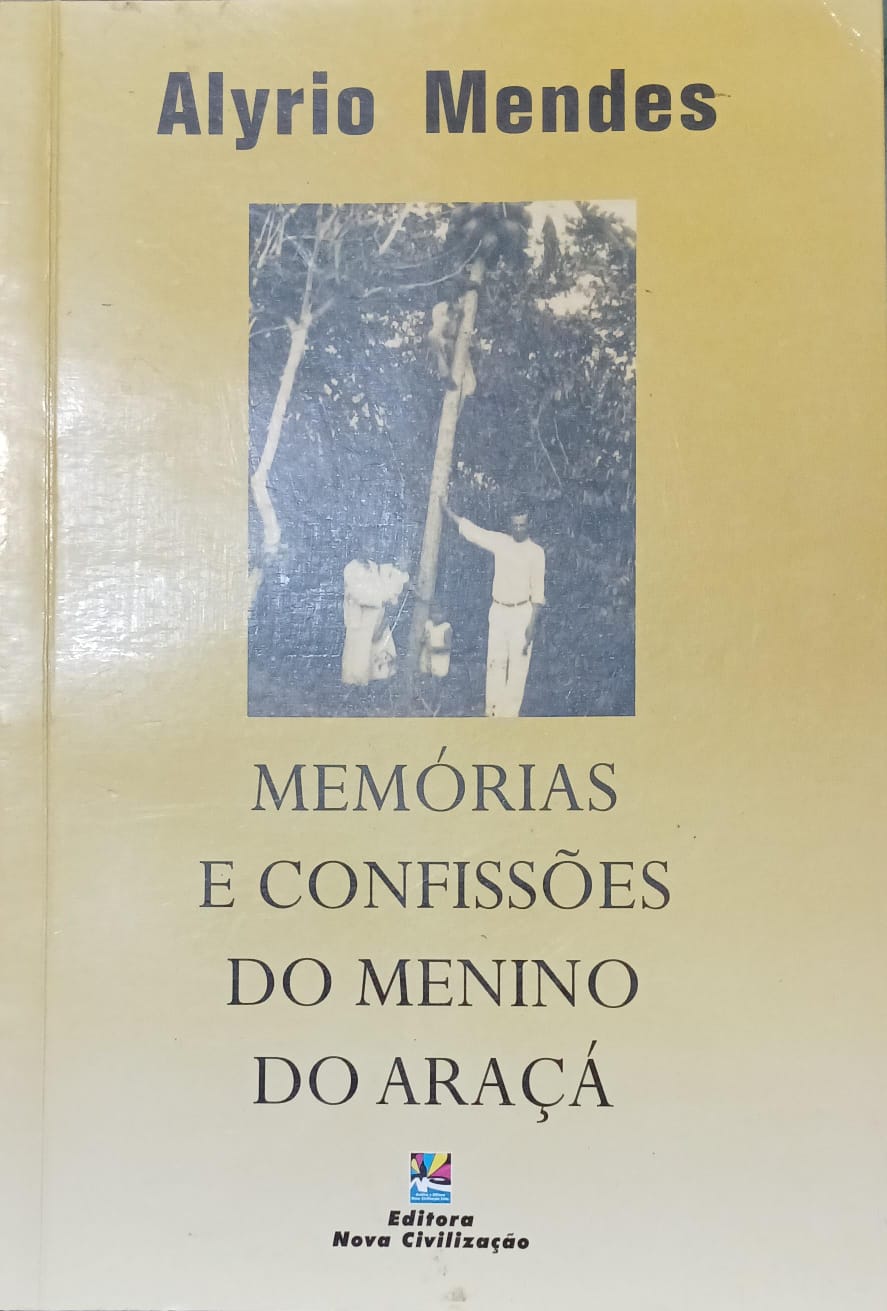 Alyrio Mendes
MEMÓRIAS
E CONFISSÕES
DO MENINO
DO ARAÇÁ
Editora
Nova Civilização